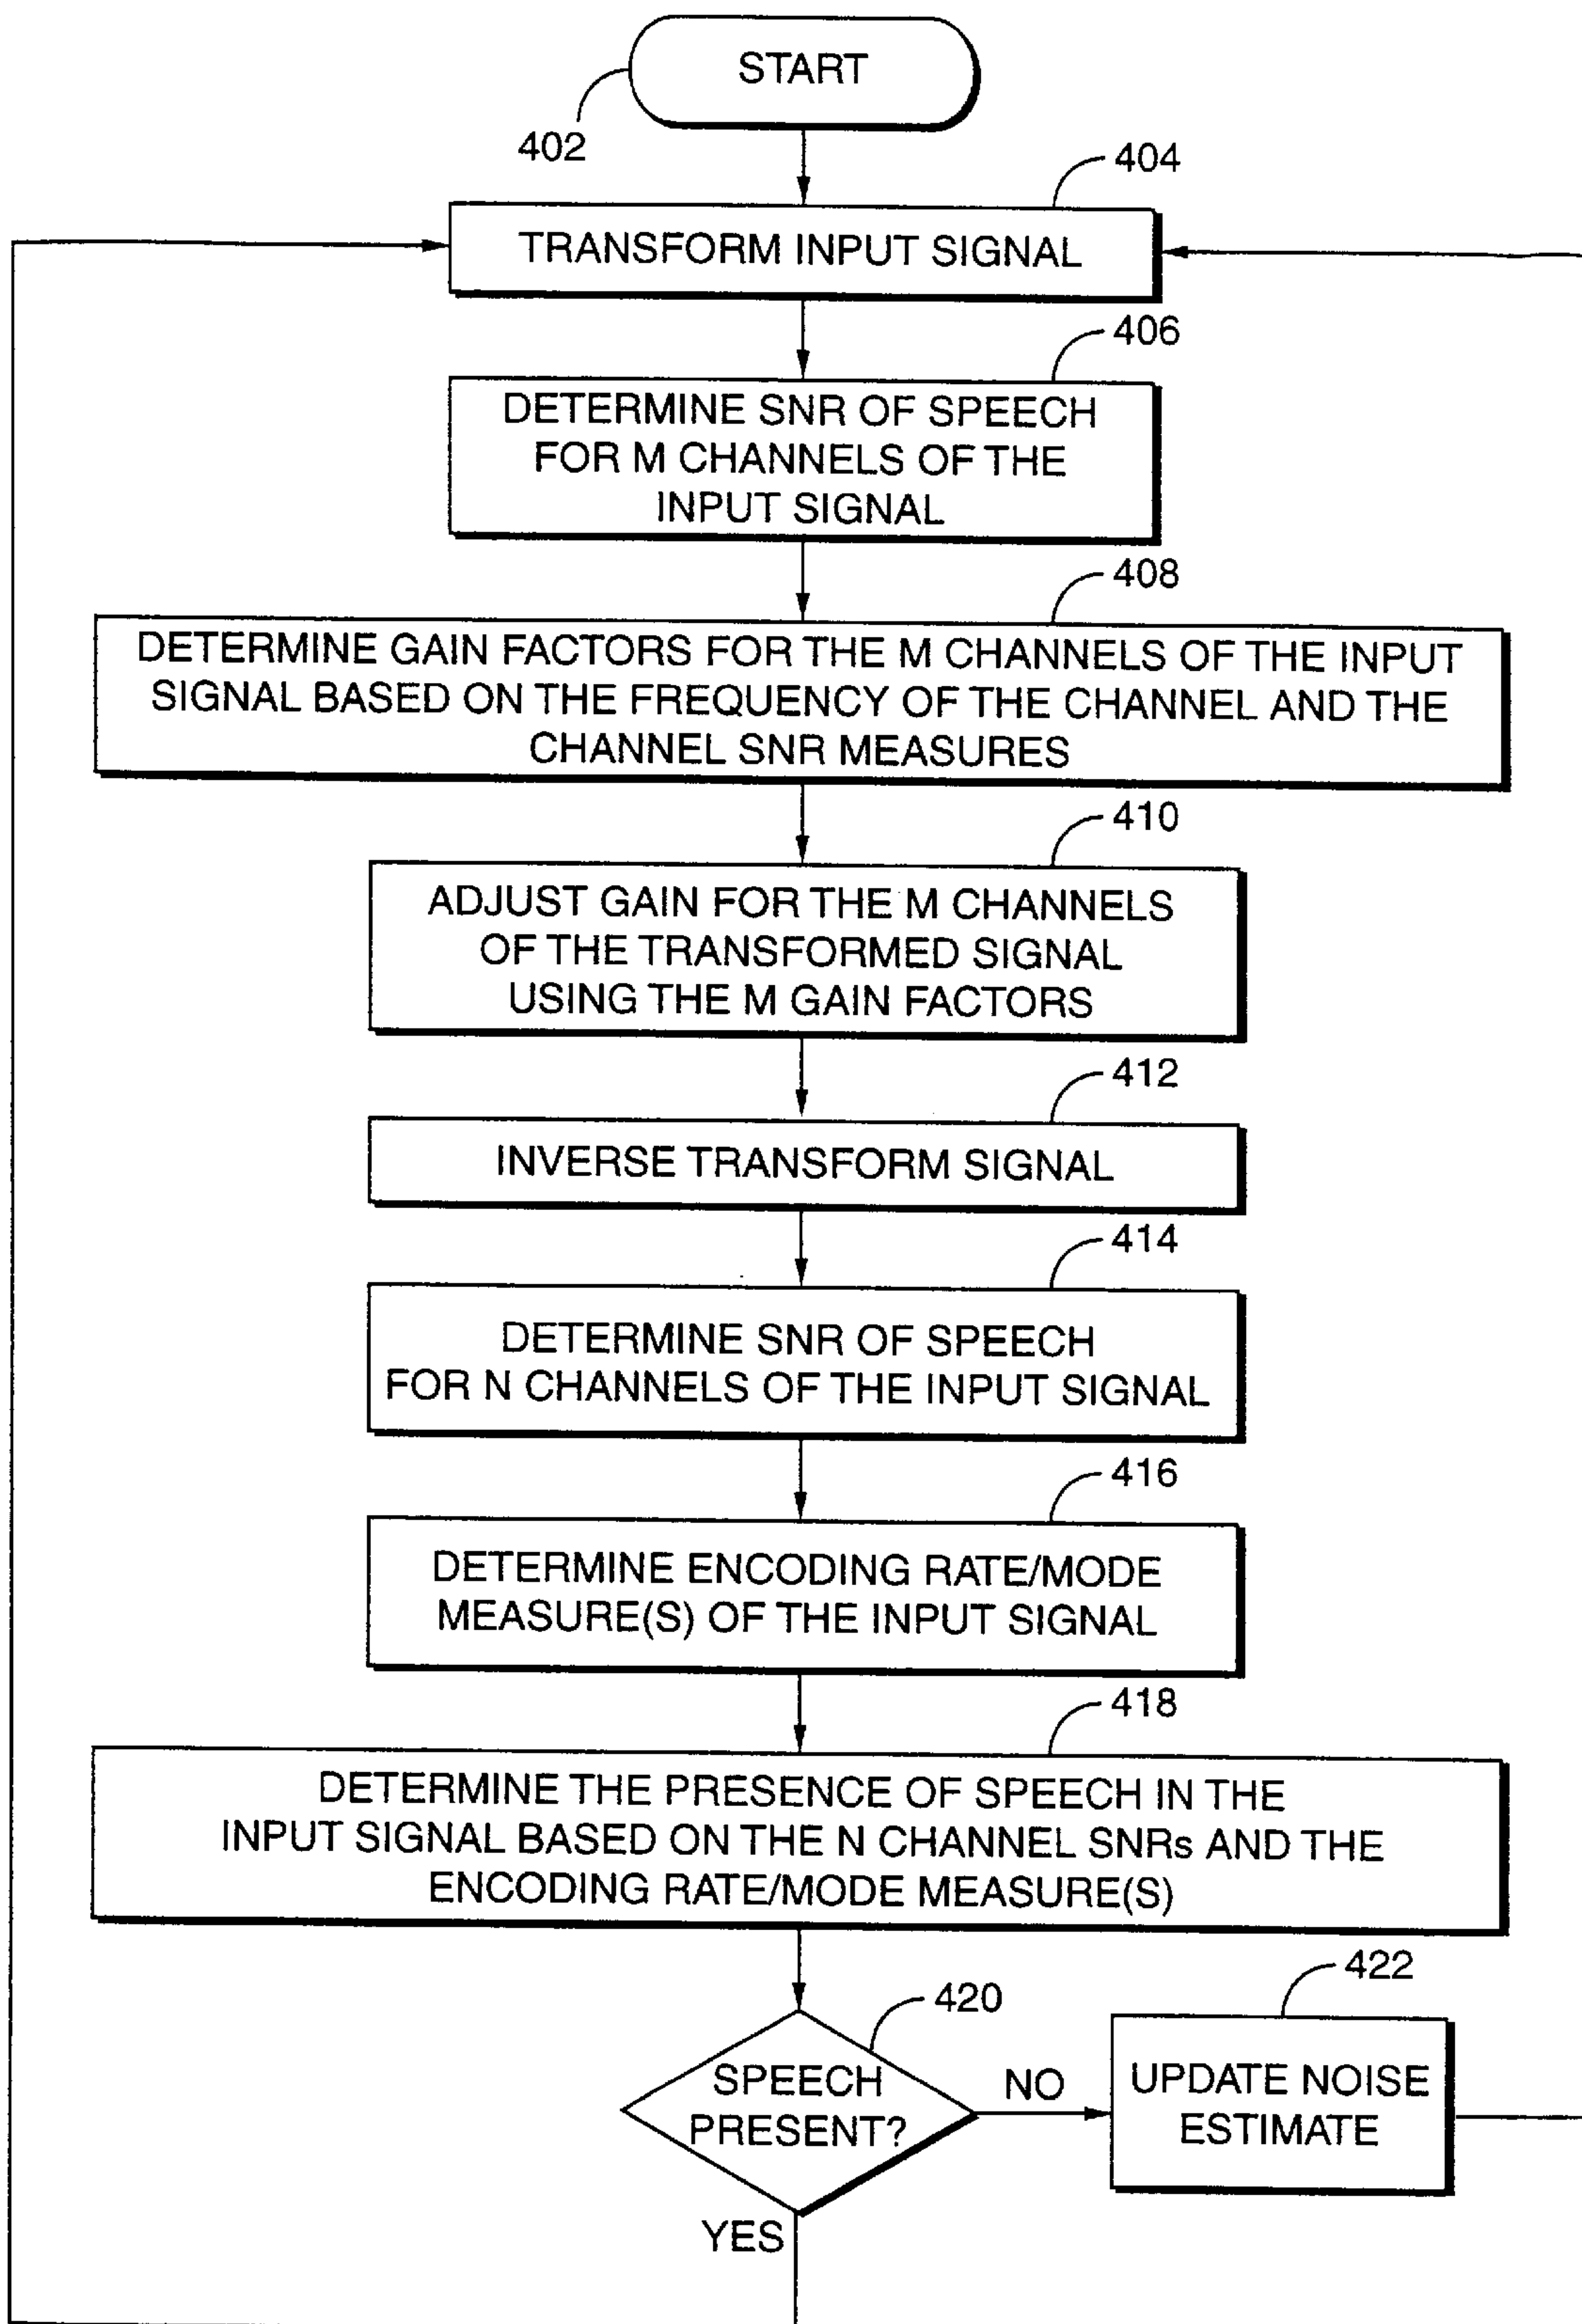 START
402
404
TRANSFORM INPUT SIGNAL
406
DETERMINE SNR OF SPEECH
FOR M CHANNELS OF THE
INPUT SIGNAL
408
DETERMINE GAIN FACTORS FOR THE M CHANNELS OF THE INPUT
SIGNAL BASED ON THE FREQUENCY OF THE CHANNEL AND THE
CHANNEL SNR MEASURES
410
ADJUST GAIN FOR THE M CHANNELS
OF THE TRANSFORMED SIGNAL
USING THE M GAIN FACTORS
412
INVERSE TRANSFORM SIGNAL
414
DETERMINE SNR OF SPEECH
FOR N CHANNELS OF THE INPUT SIGNAL
416
DETERMINE ENCODING RATE/MODE
MEASURE(S) OF THE INPUT SIGNAL
418
DETERMINE THE PRESENCE OF SPEECH IN THE
INPUT SIGNAL BASED ON THE N CHANNEL SNRs AND THE
ENCODING RATE/MODE MEASURE(S)
420
SPEECH
PRESENT?
NO
422
UPDATE NOISE
ESTIMATE
YES